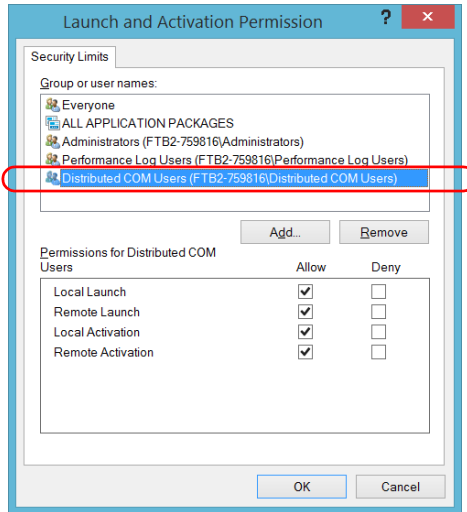 Launch and Activation Permission
?
×
Security Limits
Group or user names:
Everyone
ALL APPLICATION PACKAGES
Administrators (FTB2-759816\Administrators)
Performance Log Users (FTB2-759816\Performance Log Users)
Distributed COM Users (FTB2-759816\Distributed COM Users)
Add...
Remove
Permissions for Distributed COM
Users
Allow
Deny
Local Launch
Remote Launch
Local Activation
Remote Activation
OK
Cancel